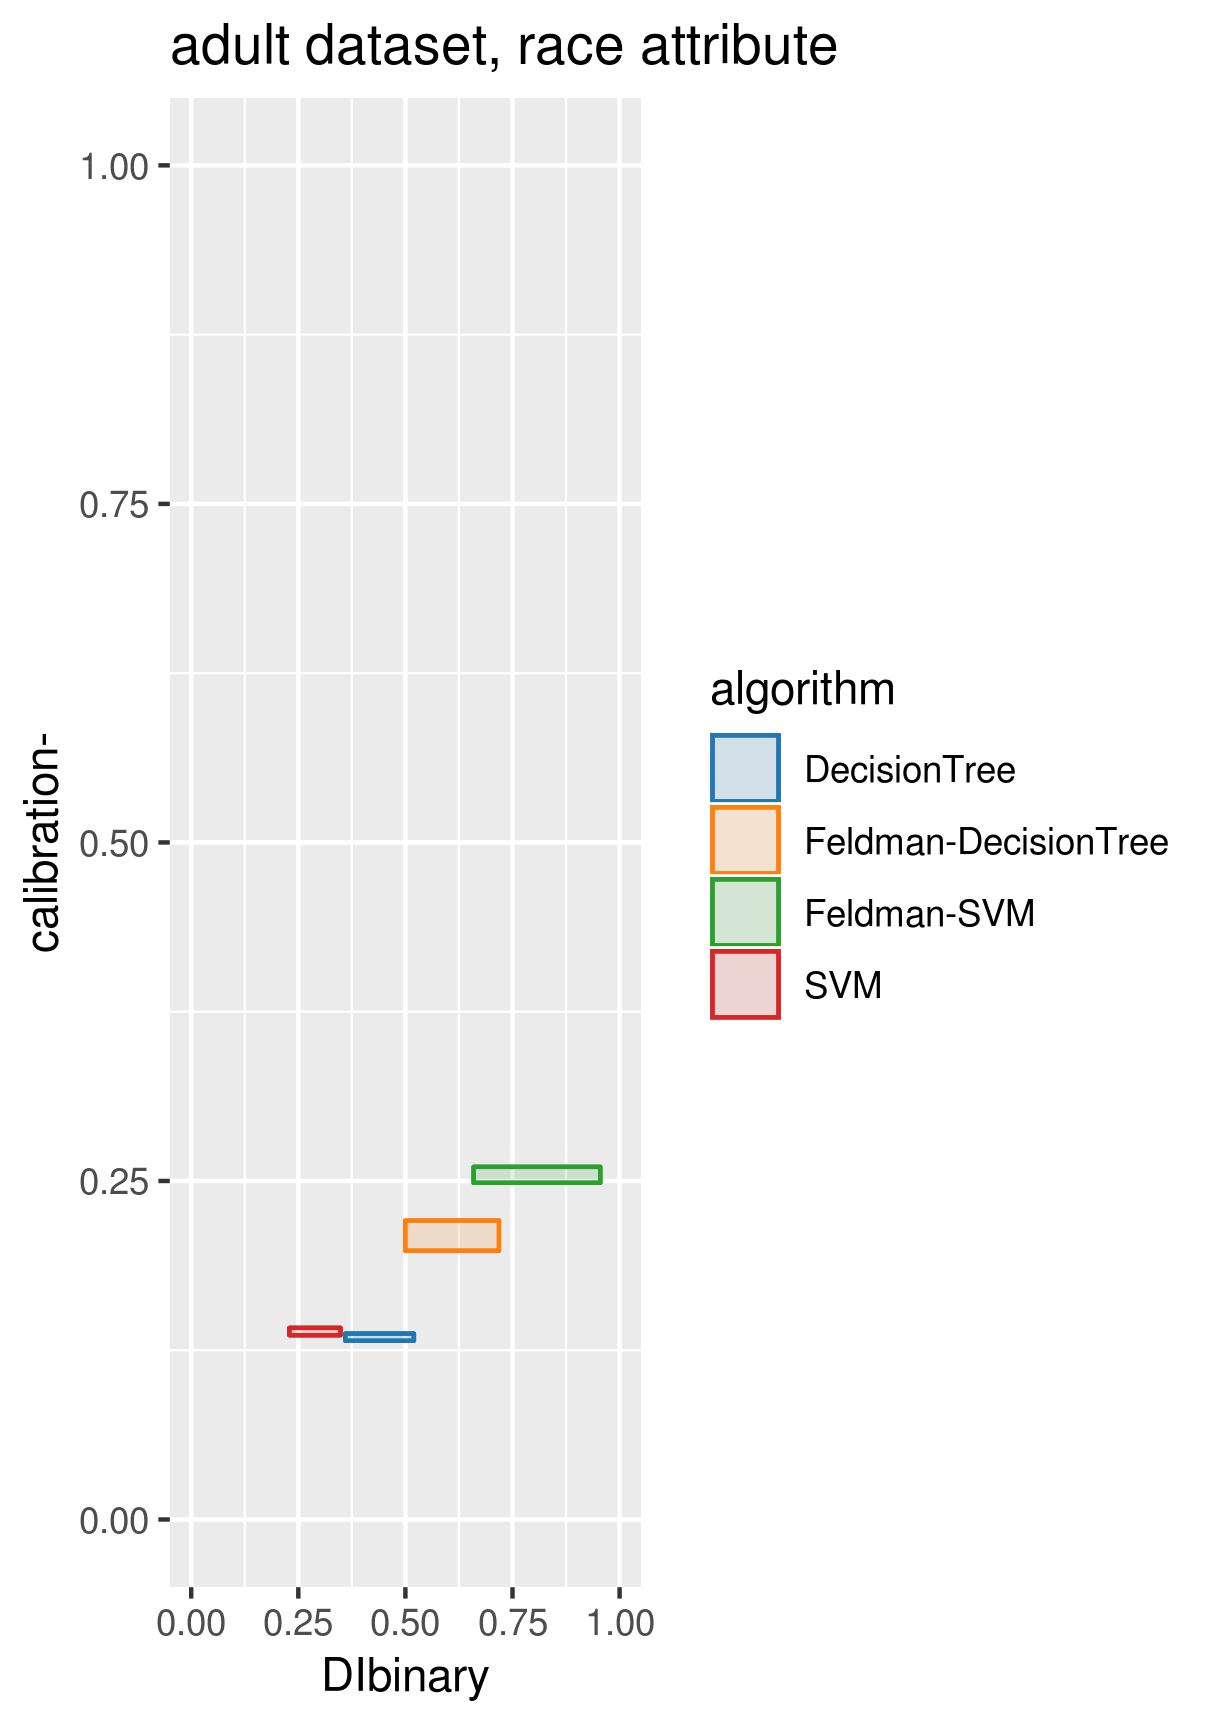 adult dataset, race attribute
calibration-
1.00
0.75
0.50
0.25
0.00
0.00 0.25 0.50 0.75 1.00
DIbinary
algorithm
DecisionTree
Feldman-DecisionTree
Feldman-SVM
SVM